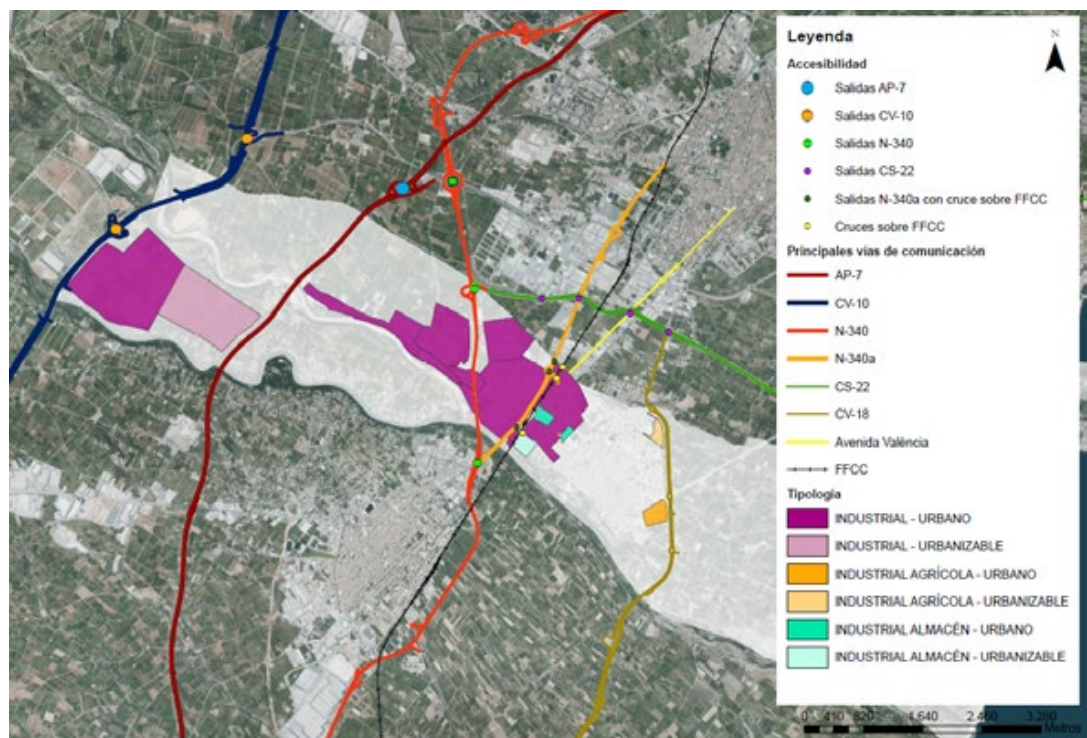 Leyenda
N
Accesibilidad
Salidas AP-7
Salidas CV-10
Salidas N-340
Salidas CS-22
Salidas N-340a con cruce sobre FFCC
Cruces sobre FFCC
Principales vías de comunicación
AP-7
CV-10
N-340
N-340a
CS-22
CV-18
Avenida València
FFCC
Tipología
INDUSTRIAL - URBANO
INDUSTRIAL - URBANIZABLE
INDUSTRIAL AGRÍCOLA - URBANO
INDUSTRIAL AGRÍCOLA - URBANIZABLE
INDUSTRIAL ALMACÉN - URBANO
INDUSTRIAL ALMACÉN - URBANIZABLE
0 410 820 1.640 2.460 3.280
Metros